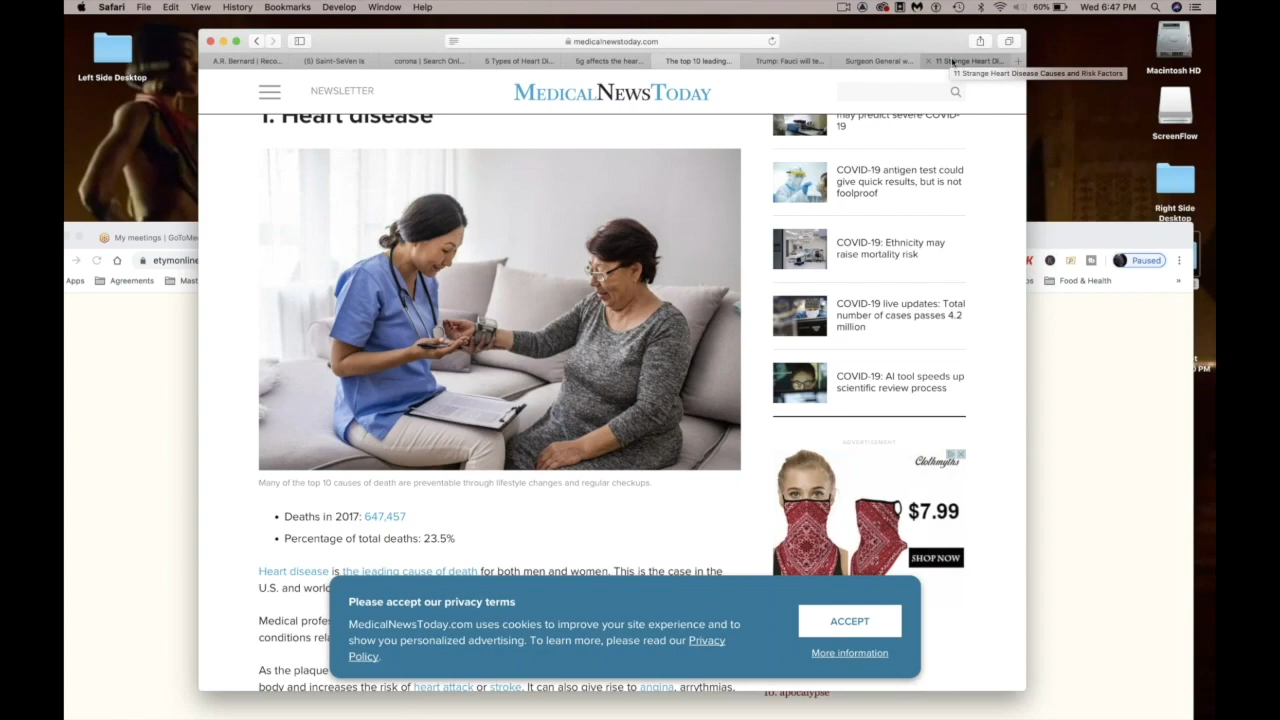 Safari File Edit View History Bookmarks Develop Window Help
60% Wed 6:47 PM
Left Side Desktop
Macintosh HD
ScreenFlow
Right Side
Desktop
medicalnewstoday.com
A.R. Bernard | Reco...
(5) Saint-SeVen is
corona | Search Onl...
5 Types of Heart Di...
5g affects the hear...
The top 10 leading...
Trump: Fauci will te...
Surgeon General w...
11 Strange Heart Di...
11 Strange Heart Disease Causes and Risk Factors
NEWSLETTER
MEDICALNEWSTODAY
1. Heart disease
Many of the top 10 causes of death are preventable through lifestyle changes and regular checkups.
• Deaths in 2017: 647,457
• Percentage of total deaths: 23.5%
Heart disease is the leading cause of death for both men and women. This is the case in the
U.S. and worl
Medical profes
conditions rela
As the plaque
body and increases the risk of heart attack or stroke. It can also give rise to angina, arrythmias,
may predict severe COVID-
19
COVID-19 antigen test could
give quick results, but is not
foolproof
COVID-19: Ethnicity may
raise mortality risk
COVID-19 live updates: Total
number of cases passes 4.2
million
COVID-19: AI tool speeds up
scientific review process
ADVERTISEMENT
Clothmyths
$7.99
SHOP NOW
Please accept our privacy terms
MedicalNewsToday.com uses cookies to improve your site experience and to
show you personalized advertising. To learn more, please read our Privacy
Policy.
ACCEPT
More information
My meetings | GoToMe
etymonline
Apps Agreements Mast
Paused
Food & Health
»
10. apocalypse